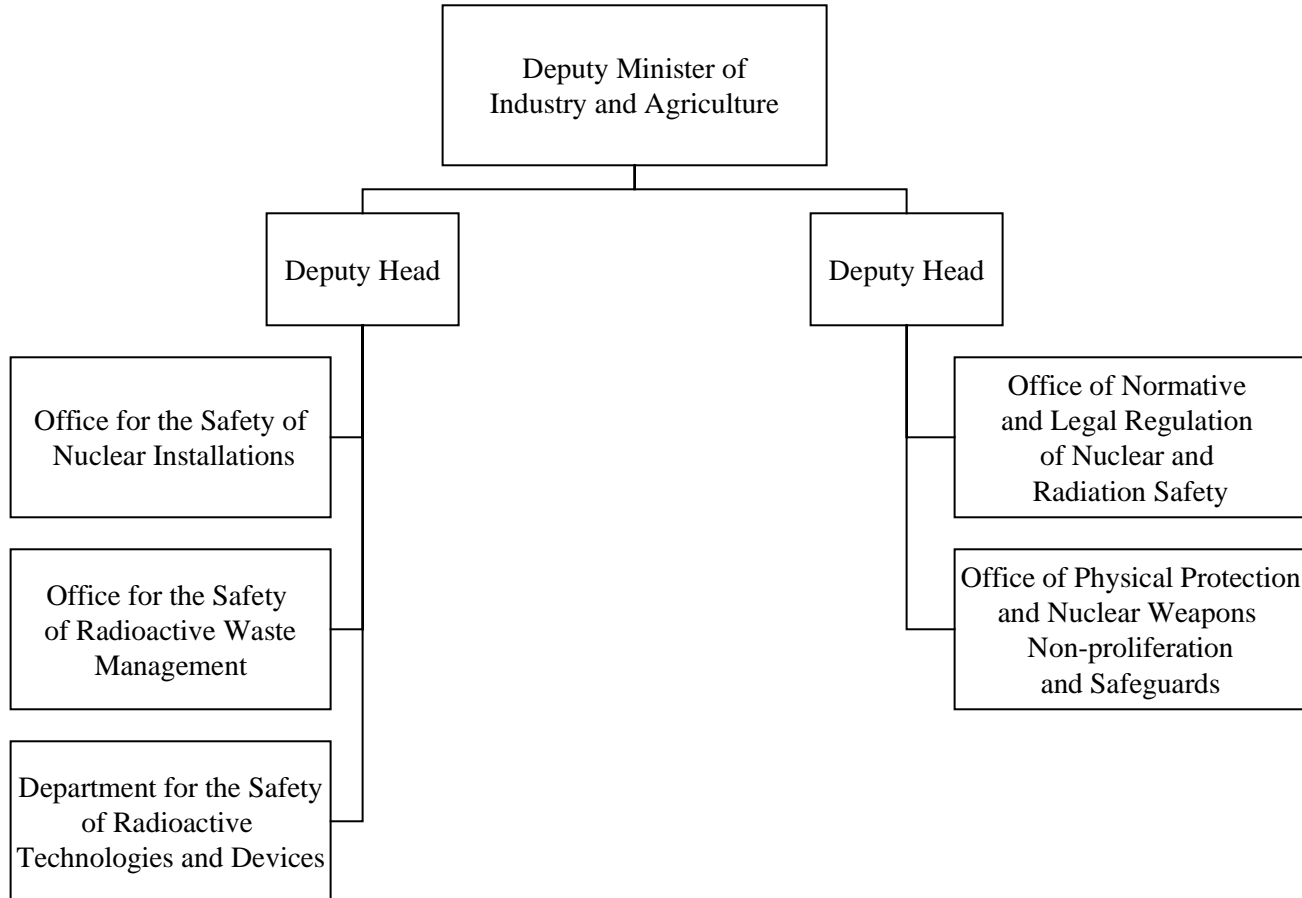 Deputy Minister of
Industry and Agriculture
Deputy Head
Deputy Head
Office for the Safety of
Nuclear Installations
Office for the Safety
of Radioactive Waste
Management
Department for the Safety
of Radioactive
Technologies and Devices
Office of Normative
and Legal Regulation
of Nuclear and
Radiation Safety
Office of Physical Protection
and Nuclear Weapons
Non-proliferation
and Safeguards